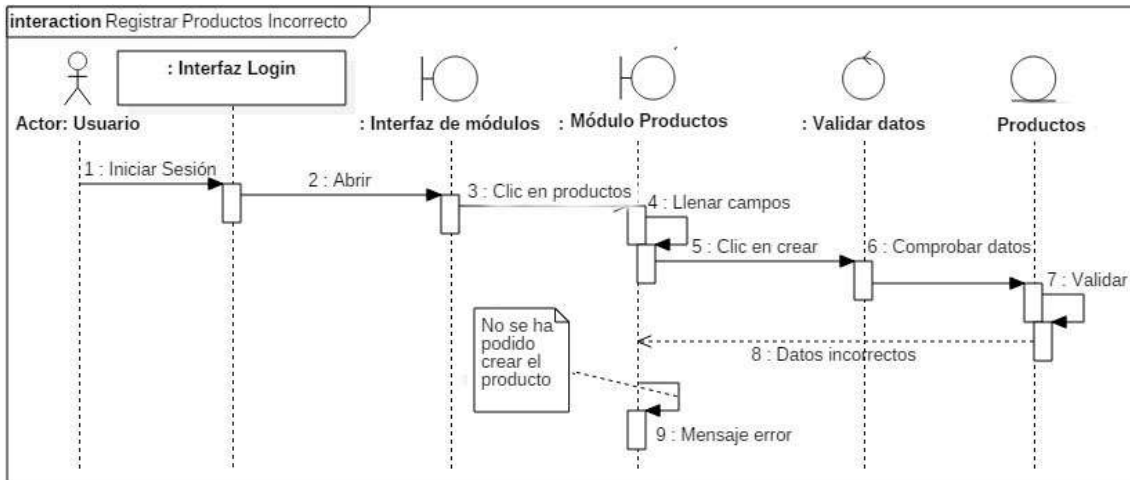 interaction Registrar Productos Incorrecto
: Interfaz Login
Actor: Usuario
: Interfaz de módulos
: Módulo Productos
: Validar datos
Productos
1 : Iniciar Sesión
2 : Abrir
3 : Clic en productos
4 : Llenar campos
5 : Clic en crear
6 : Comprobar datos
7 : Validar
No se ha
podido
crear el
producto
8 : Datos incorrectos
9 : Mensaje error